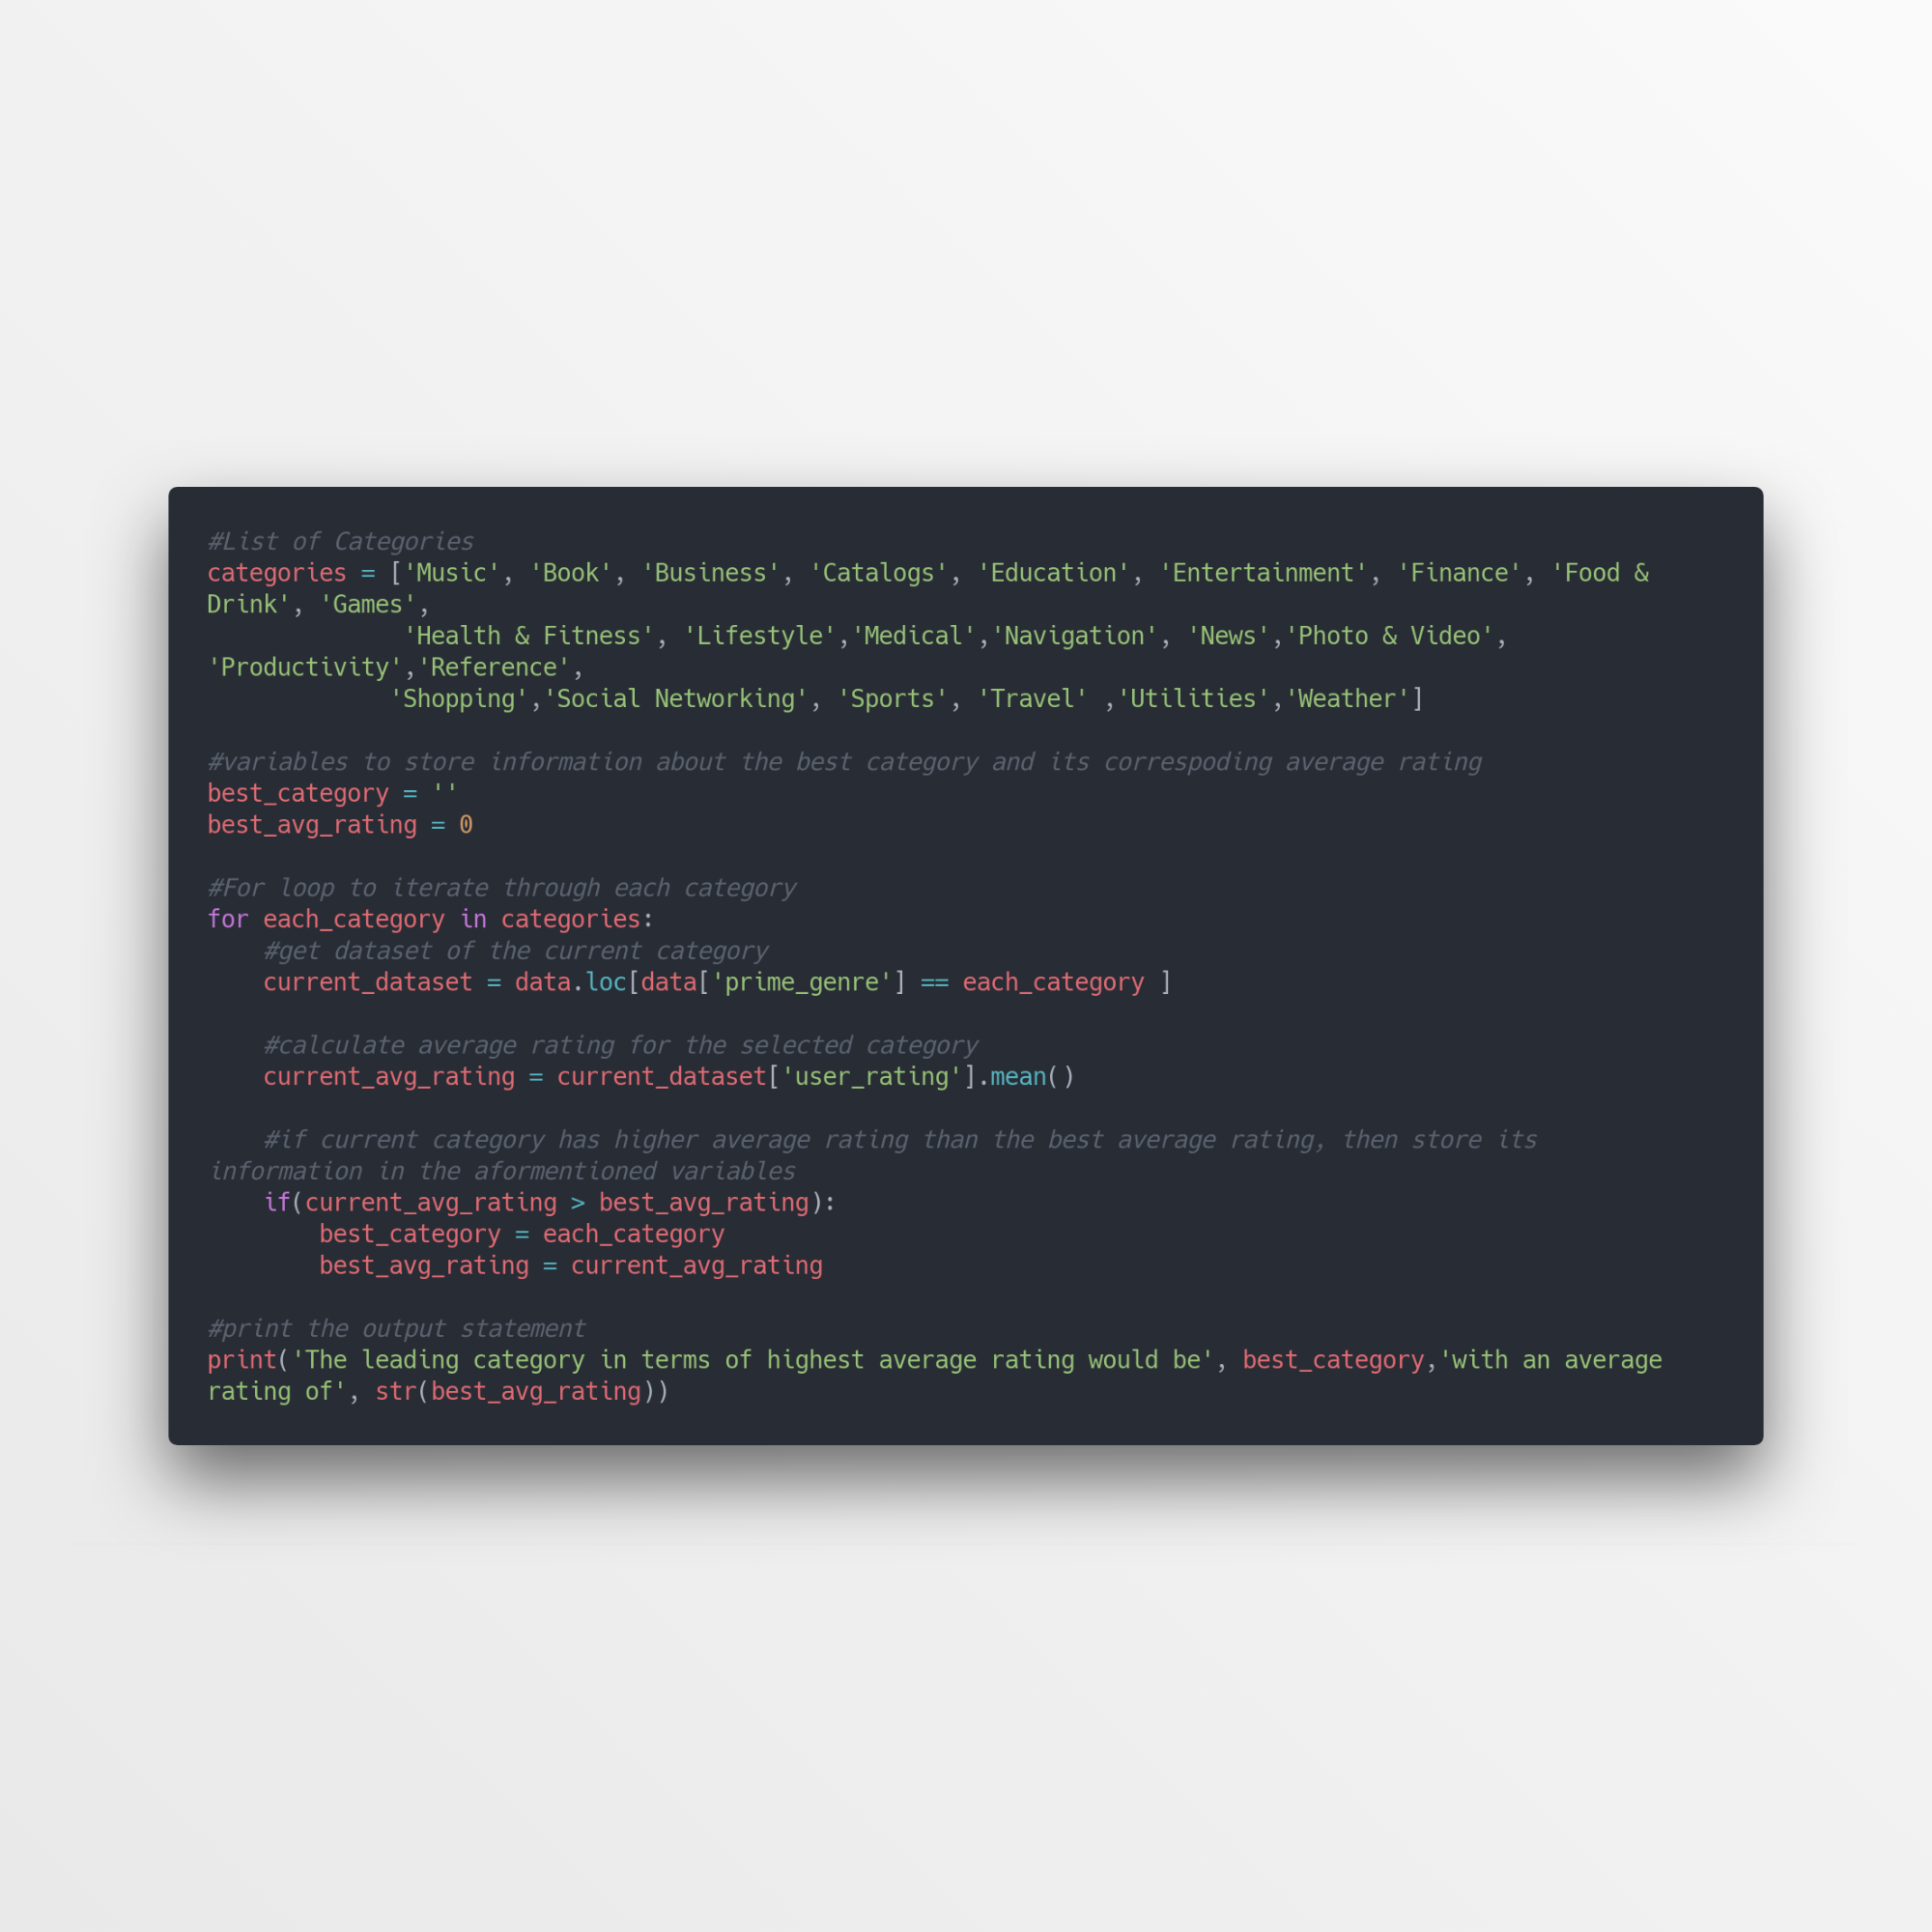 #List of Categories
categories = ['Music', 'Book', 'Business', 'Catalogs', 'Education', 'Entertainment', 'Finance', 'Food &
Drink', 'Games',
              'Health & Fitness', 'Lifestyle','Medical','Navigation', 'News','Photo & Video',
'Productivity','Reference',
             'Shopping','Social Networking', 'Sports', 'Travel' ,'Utilities','Weather']

#variables to store information about the best category and its correspoding average rating
best_category = ''
best_avg_rating = 0

#For loop to iterate through each category
for each_category in categories:
    #get dataset of the current category
    current_dataset = data.loc[data['prime_genre'] == each_category ]

    #calculate average rating for the selected category
    current_avg_rating = current_dataset['user_rating'].mean()

    #if current category has higher average rating than the best average rating, then store its
information in the aformentioned variables
    if(current_avg_rating > best_avg_rating):
        best_category = each_category
        best_avg_rating = current_avg_rating

#print the output statement
print('The leading category in terms of highest average rating would be', best_category,'with an average
rating of', str(best_avg_rating))